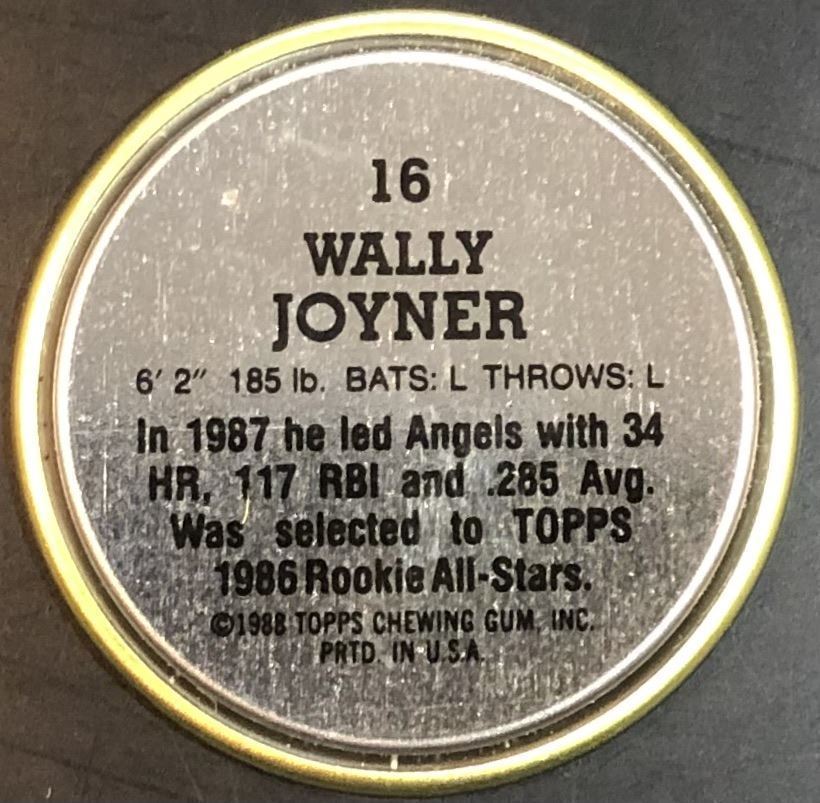 16
WALLY
JOYNER
6' 2" 185 lb. BATS: L THROWS: L
In 1987 he led Angels with 34
HR, 117 RBI and .285 Avg.
Was selected to TOPPS
1986 Rookie All-Stars.
©1988 TOPPS CHEWING GUM, INC.
PRTD. IN U.S.A.